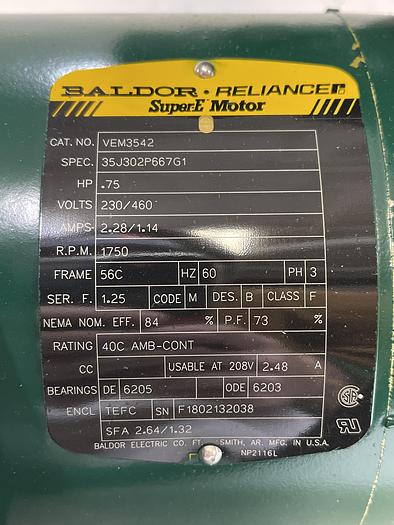 BALDOR • RELIANCE
Super-E Motor
CAT. NO. VEM3542
SPEC. 35J302P667G1
HP .75
VOLTS 230/460
AMPS 2.28/1.14
R.P.M. 1750
FRAME 56C HZ 60 PH 3
SER. F. 1.25 CODE M DES. B CLASS F
NEMA NOM. EFF. 84 % P.F. 73 %
RATING 40C AMB-CONT
CC USABLE AT 208V 2.48 A
BEARINGS DE 6205 ODE 6203
ENCL TEFC SN F1802132038
SFA 2.64/1.32
BALDOR ELECTRIC CO. FT. SMITH, AR. MFG. IN U.S.A.
NP2116L